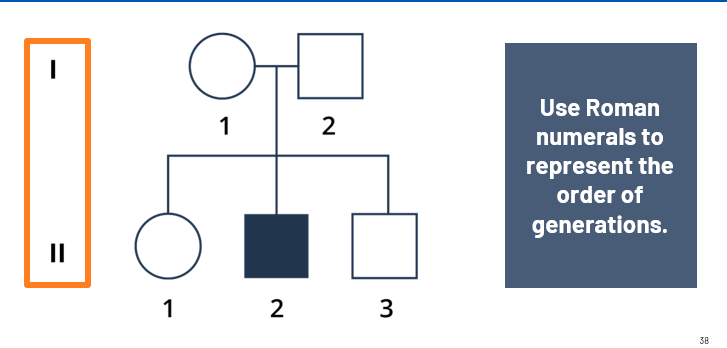 I
1 2
II
1 2 3
Use Roman
numerals to
represent the
order of
generations.
38